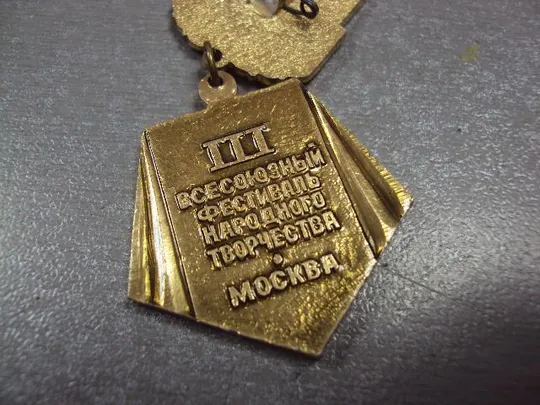 III
ВСЕСОЮЗНЫЙ
ФЕСТИВАЛЬ
НАРОДНОГО
ТВОРЧЕСТВА
•
МОСКВА